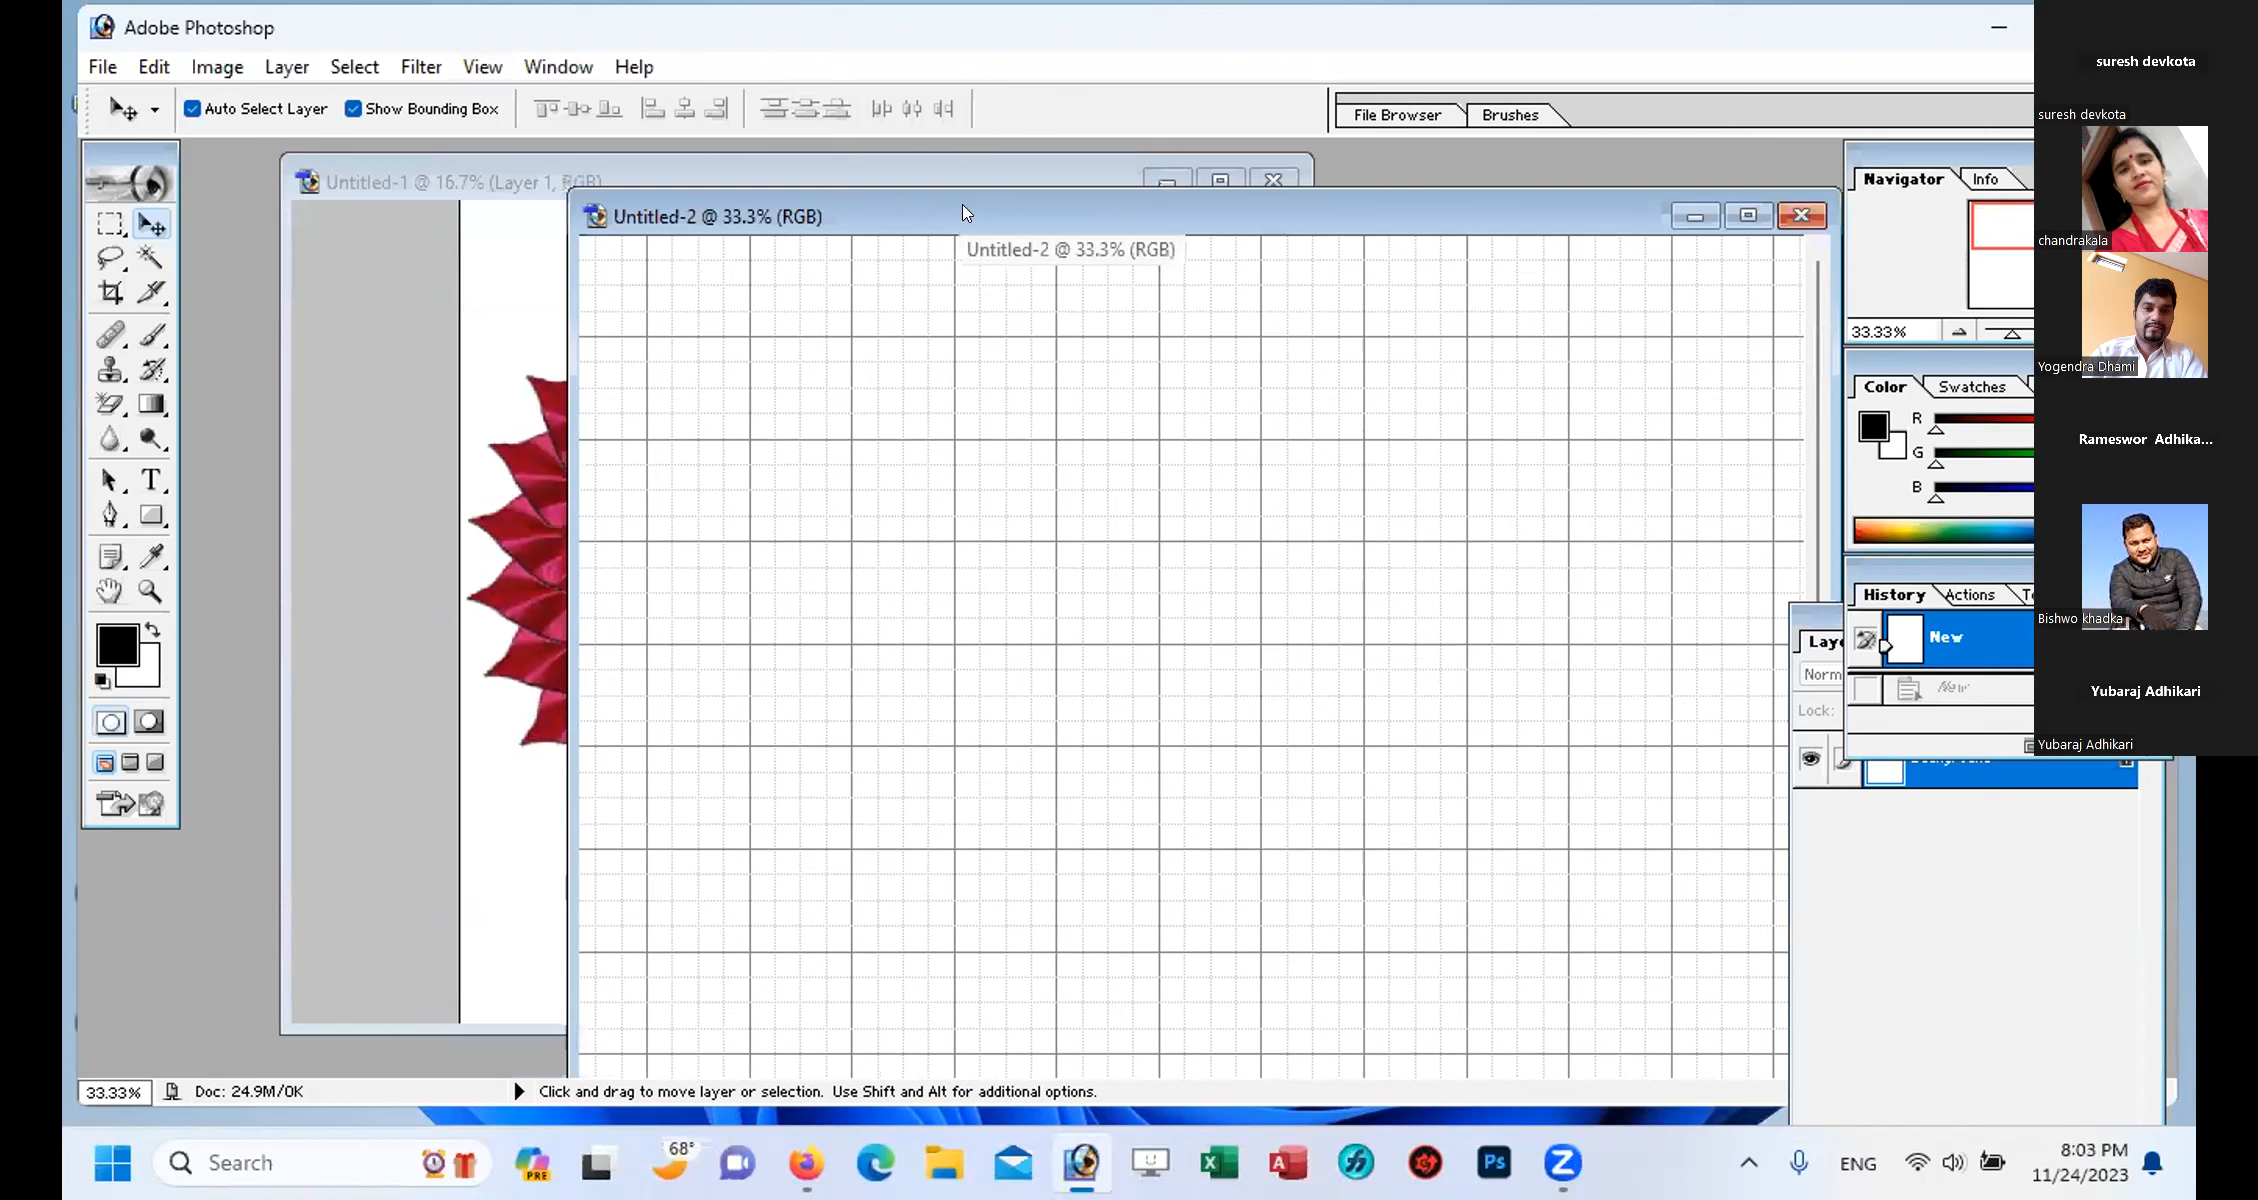 Adobe Photoshop
File Edit Image Layer Select Filter View Window Help
Auto Select Layer Show Bounding Box
File Browser Brushes
Untitled-1 @ 16.7% (Layer 1, RGB)
Untitled-2 @ 33.3% (RGB)
Untitled-2 @ 33.3% (RGB)
Navigator Info
33.33%
Color Swatches
R
G
B
History Actions
New
New
Lock:
33.33% Doc: 24.9M/0K Click and drag to move layer or selection. Use Shift and Alt for additional options.
suresh devkota
suresh devkota
chandrakala
Yogendra Dhami
Rameswor Adhika...
Bishwo khadka
Yubaraj Adhikari
Yubaraj Adhikari
Search
PRE
68°
Ps
ENG
8:03 PM
11/24/2023